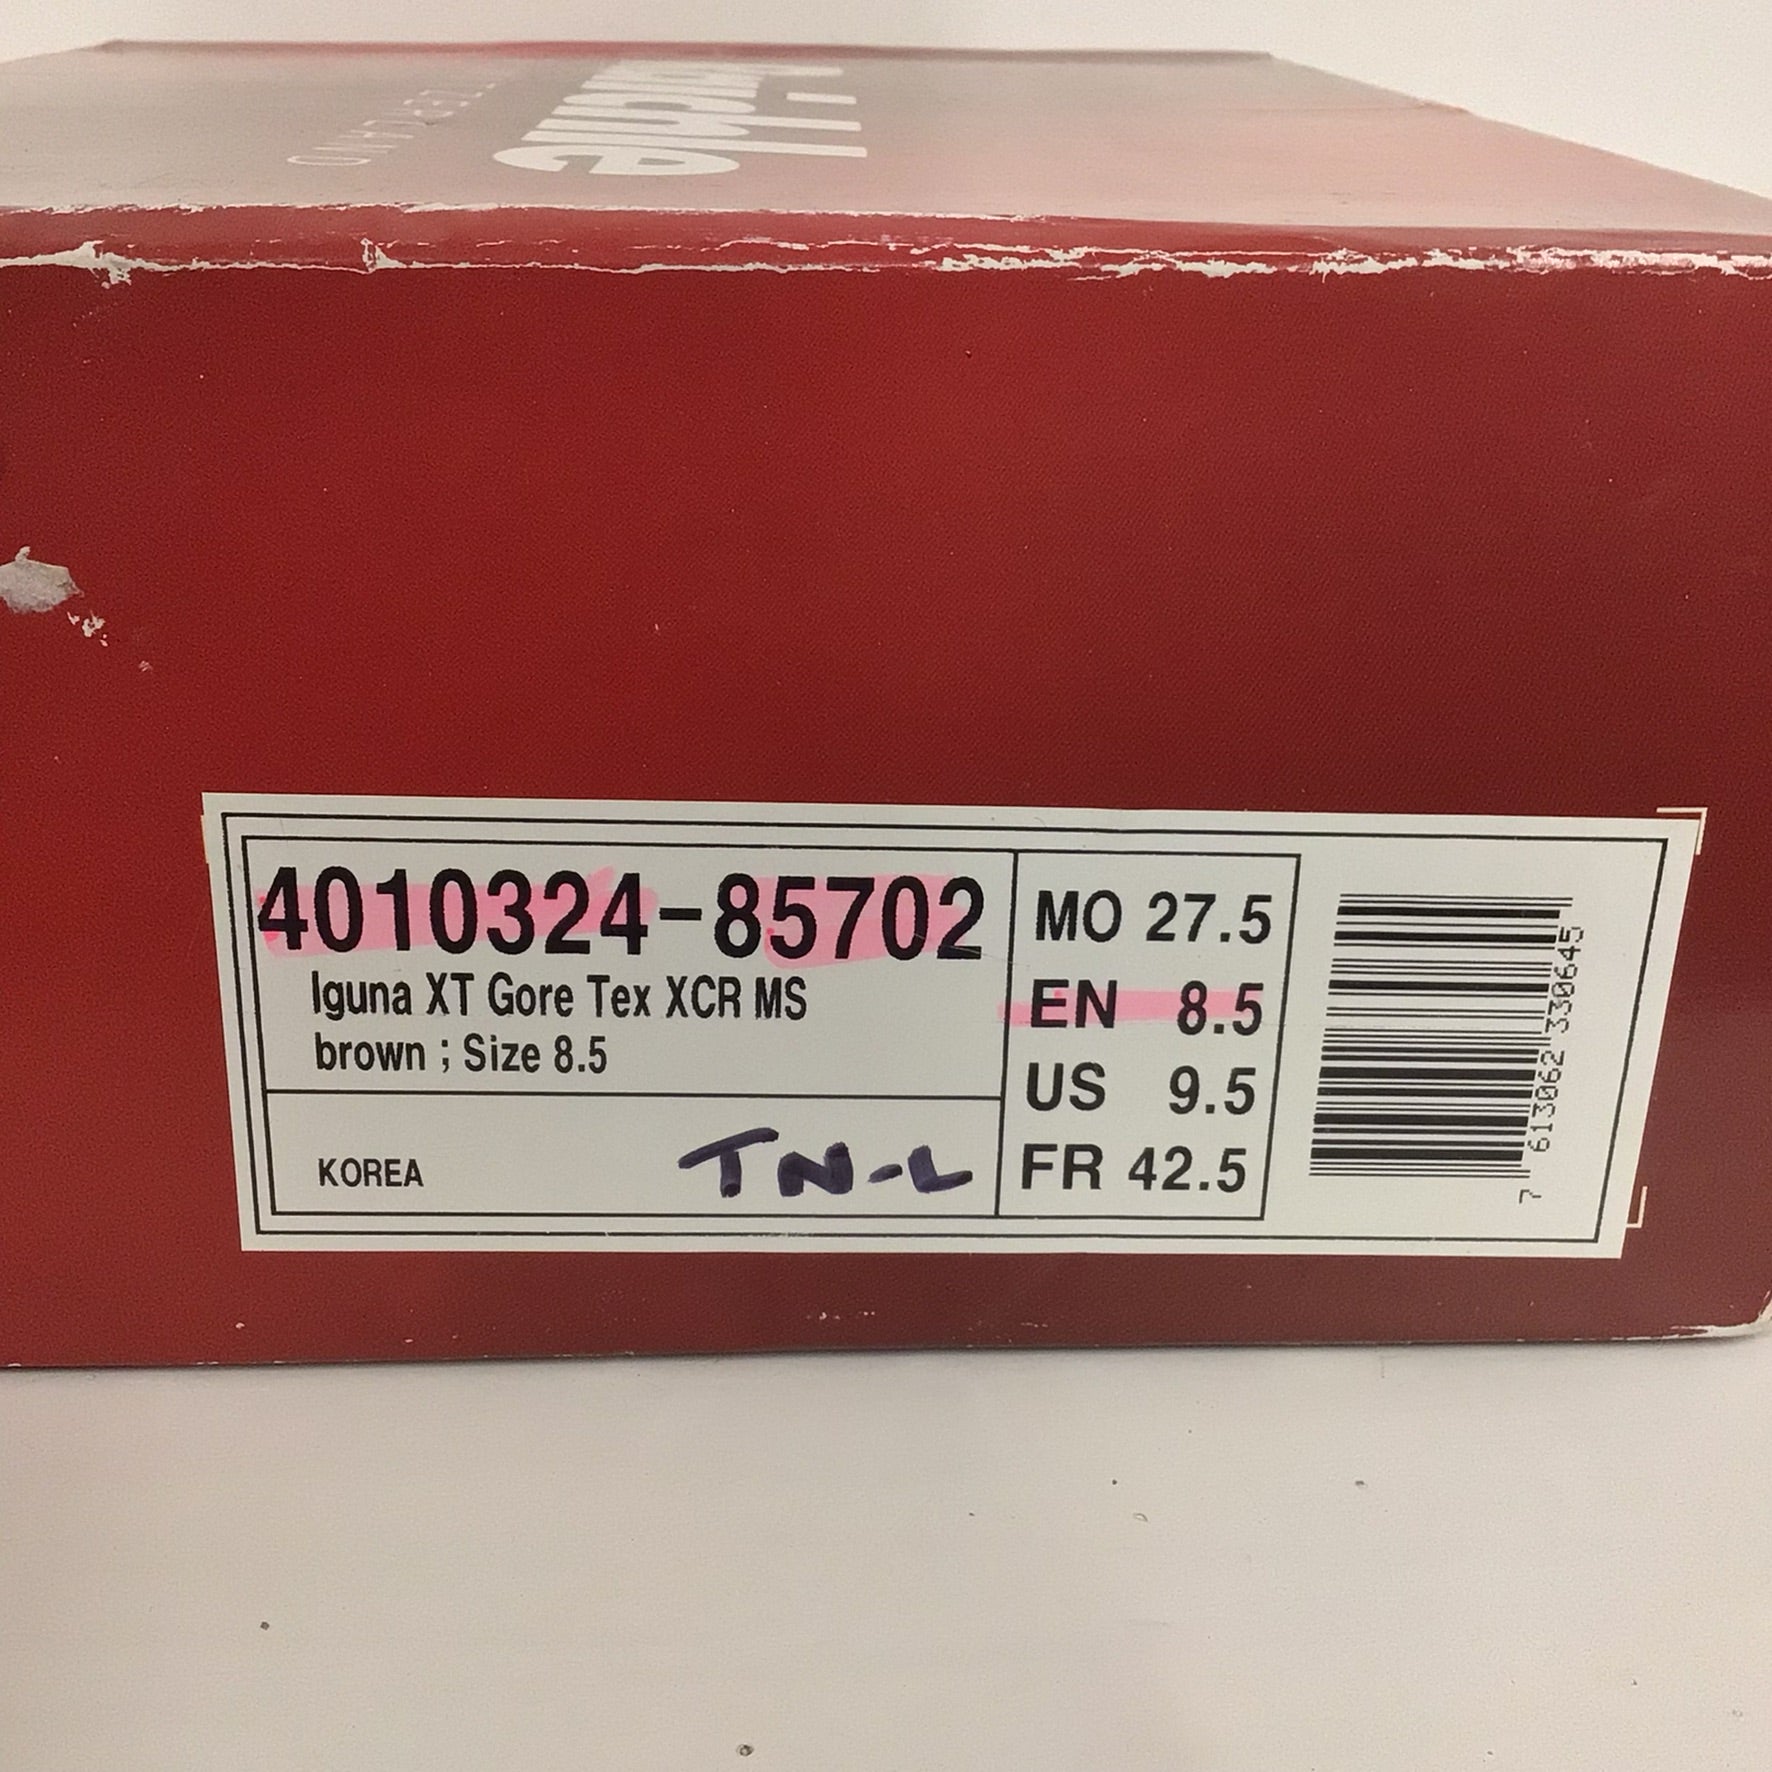 4010324-85702
Iguna XT Gore Tex XCR MS
brown ; Size 8.5
KOREA
TN-L
MO 27.5
EN 8.5
US 9.5
FR 42.5
7 613062 330645